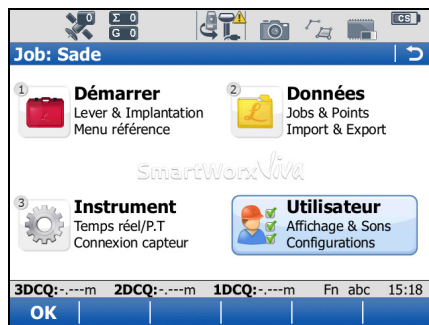 0 Σ 0 CS
G 0
Job: Sade
1 Démarrer
Lever & Implantation
Menu référence
2 Données
Jobs & Points
Import & Export
SmartWorx Viva
3 Instrument
Temps réel/P.T
Connexion capteur
Utilisateur
Affichage & Sons
Configurations
3DCQ:-.---m 2DCQ:-.---m 1DCQ:-.---m Fn abc 15:18
OK